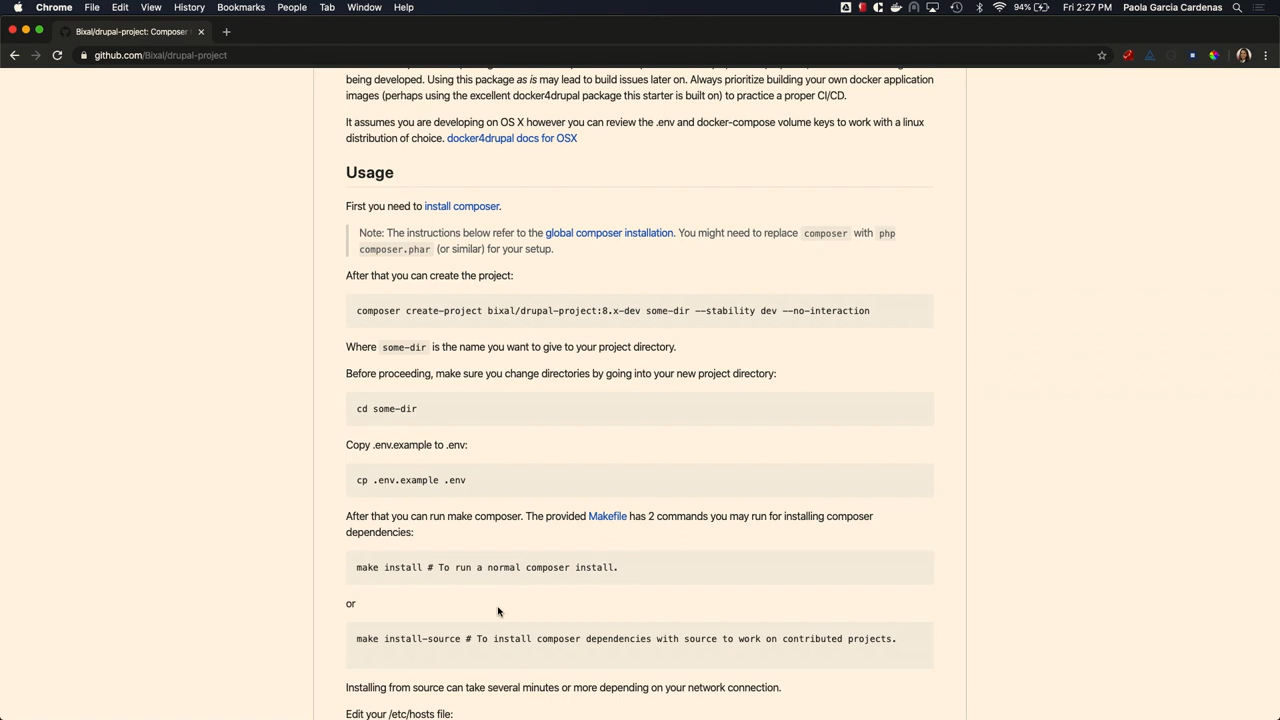 Chrome File Edit View History Bookmarks People Tab Window Help 94% Fri 2:27 PM Paola Garcia Cardenas
Bixal/drupal-project: Composer
github.com/Bixal/drupal-project
being developed. Using this package as is may lead to build issues later on. Always prioritize building your own docker application
images (perhaps using the excellent docker4drupal package this starter is built on) to practice a proper CI/CD.
It assumes you are developing on OS X however you can review the .env and docker-compose volume keys to work with a linux
distribution of choice. docker4drupal docs for OSX
Usage
First you need to install composer.
Note: The instructions below refer to the global composer installation. You might need to replace composer with php
composer.phar (or similar) for your setup.
After that you can create the project:
composer create-project bixal/drupal-project:8.x-dev some-dir --stability dev --no-interaction
Where some-dir is the name you want to give to your project directory.
Before proceeding, make sure you change directories by going into your new project directory:
cd some-dir
Copy .env.example to .env:
cp .env.example .env
After that you can run make composer. The provided Makefile has 2 commands you may run for installing composer
dependencies:
make install # To run a normal composer install.
or
make install-source # To install composer dependencies with source to work on contributed projects.
Installing from source can take several minutes or more depending on your network connection.
Edit your /etc/hosts file: